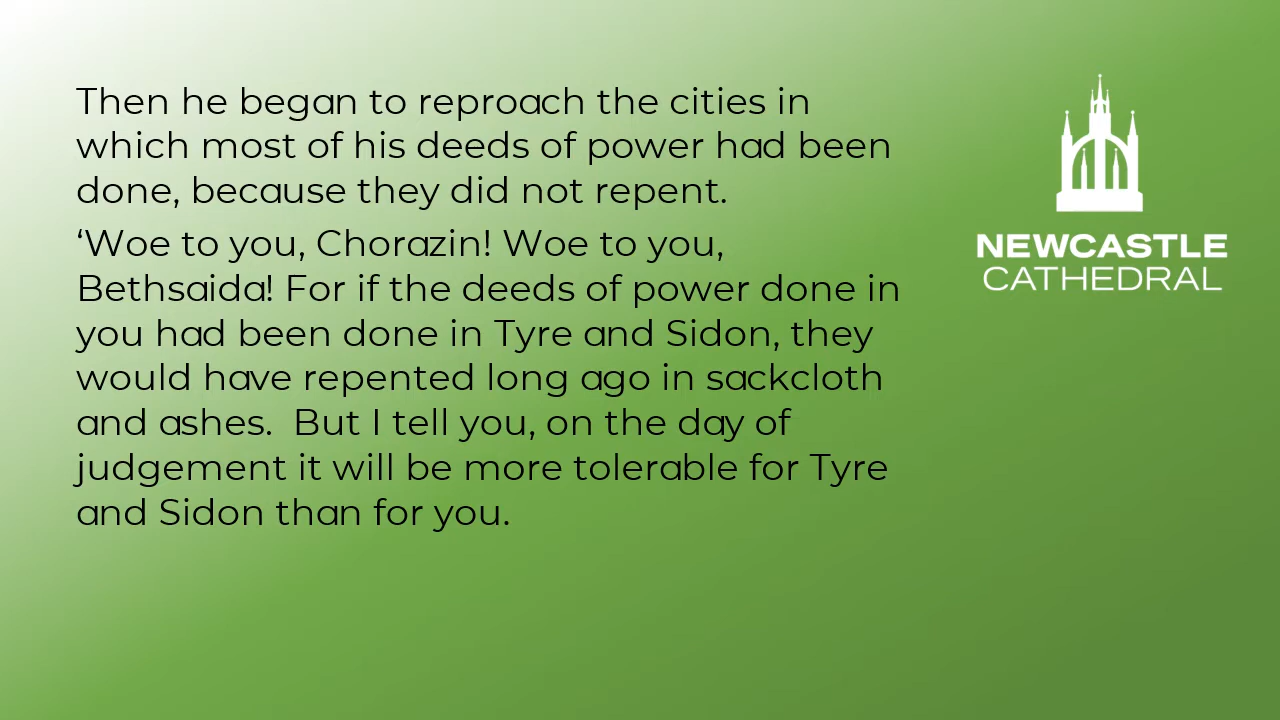 Then he began to reproach the cities in
which most of his deeds of power had been
done, because they did not repent.
‘Woe to you, Chorazin! Woe to you,
Bethsaida! For if the deeds of power done in
you had been done in Tyre and Sidon, they
would have repented long ago in sackcloth
and ashes.  But I tell you, on the day of
judgement it will be more tolerable for Tyre
and Sidon than for you.
NEWCASTLE
CATHEDRAL